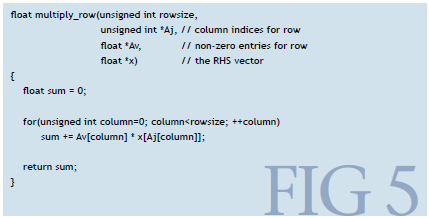 float multiply_row(unsigned int rowsize,
unsigned int *Aj, // column indices for row
float *Av, // non-zero entries for row
float *x) // the RHS vector
{
float sum = 0;
for(unsigned int column=0; column<rowsize; ++column)
sum += Av[column] * x[Aj[column]];
return sum;
}
FIG 5